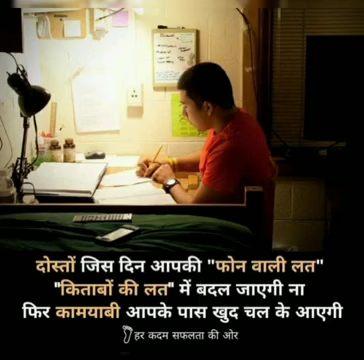 दोस्तों जिस दिन आपकी "फोन वाली लत"
"किताबों की लत" में बदल जाएगी ना
फिर कामयाबी आपके पास खुद चल के आएगी
हर कदम सफलता की ओर